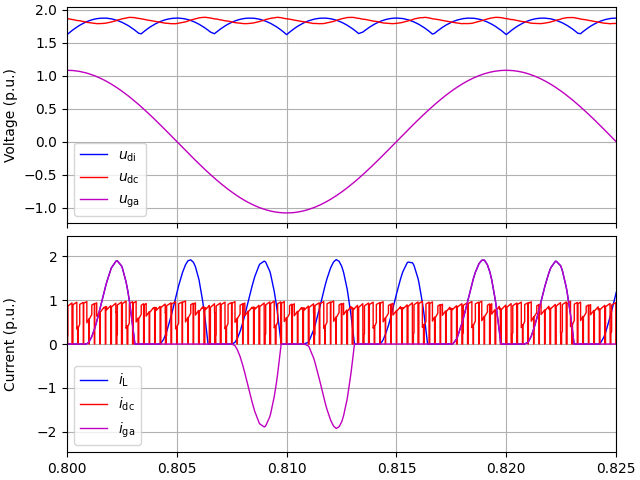 2.0
1.5
1.0
0.5
0.0
−0.5
−1.0
Voltage (p.u.)
u_di
u_dc
u_ga
2
1
0
−1
−2
Current (p.u.)
i_L
i_dc
i_ga
0.800 0.805 0.810 0.815 0.820 0.825